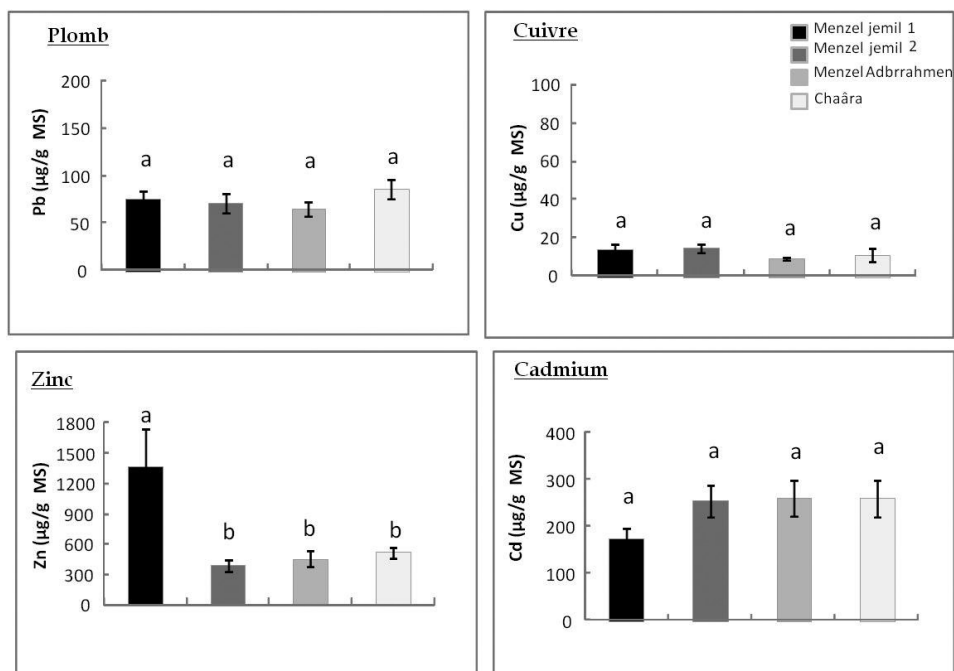 Plomb
Pb (µg/g MS)
200
150
100
50
0
a a a a
Cuivre
Menzel jemil 1
Menzel jemil 2
Menzel Adbrrahmen
Chaâra
Cu (µg/g MS)
100
80
60
40
20
0
a a a a
Zinc
Zn (µg/g MS)
1800
1500
1200
900
600
300
0
a b b b
Cadmium
Cd (µg/g MS)
400
300
200
100
0
a a a a